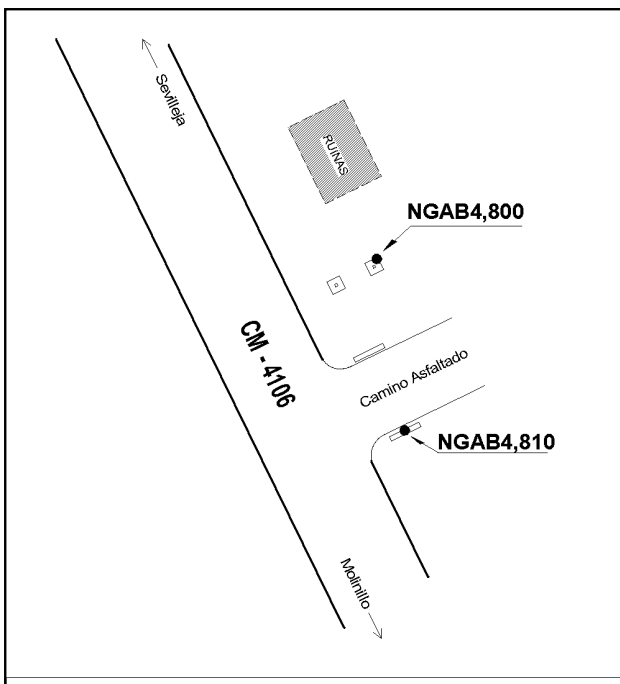 Sevilleja
RUINAS
NGAB4,800
CM - 4106
Camino Asfaltado
NGAB4,810
Molinillo